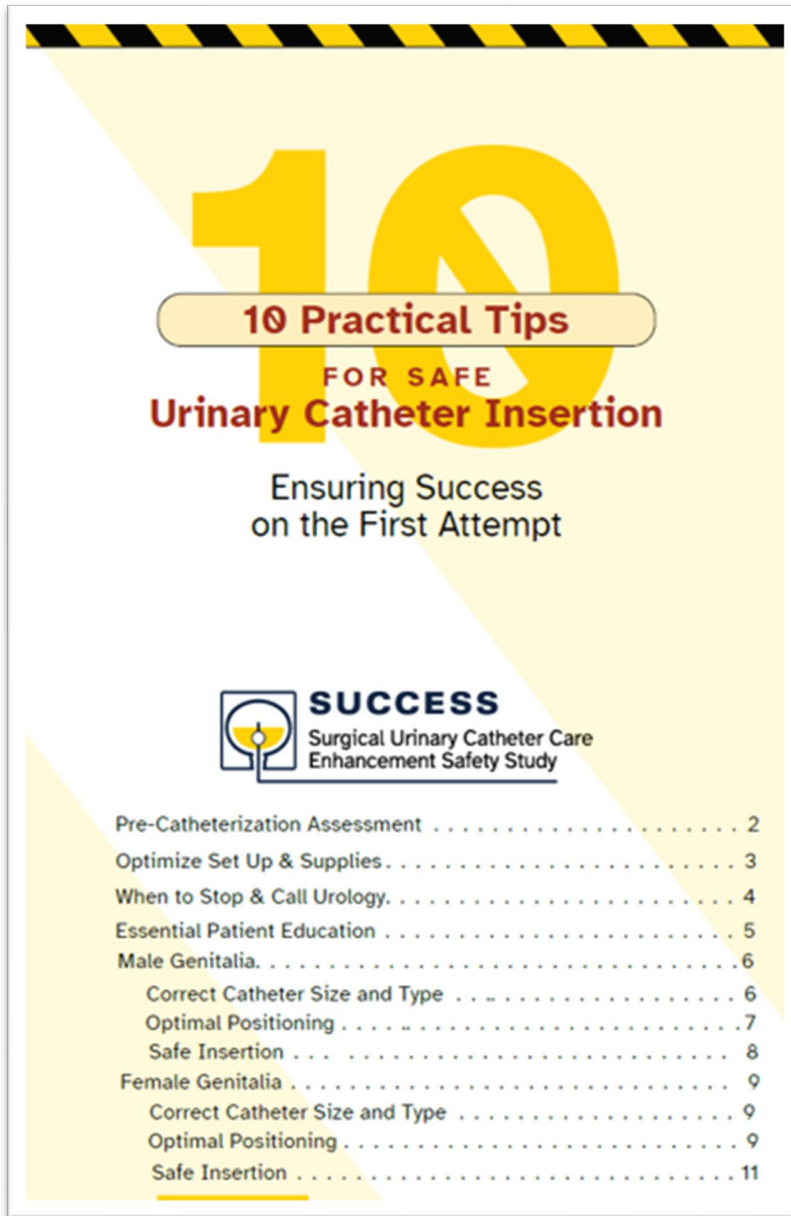 10
10 Practical Tips
FOR SAFE
Urinary Catheter Insertion
Ensuring Success
on the First Attempt
SUCCESS
Surgical Urinary Catheter Care
Enhancement Safety Study
Pre-Catheterization Assessment . . . . . . . . . . . . . . . . . . . . . 2
Optimize Set Up & Supplies. . . . . . . . . . . . . . . . . . . . . . . . 3
When to Stop & Call Urology. . . . . . . . . . . . . . . . . . . . . . . . 4
Essential Patient Education . . . . . . . . . . . . . . . . . . . . . . . . 5
Male Genitalia. . . . . . . . . . . . . . . . . . . . . . . . . . . . . . . . .6
Correct Catheter Size and Type . . .. . . . . . . . . . . . . . . . . . 6
Optimal Positioning . . . . .. . . . . . . . . . . . . . . . . . . . . . . .7
Safe Insertion . . . . . . . . . . . . . . . . . . . . . . . . . . . . . 8
Female Genitalia . . . . . . . . . . . . . . . . . . . . . . . . . . . . . . 9
Correct Catheter Size and Type . . . . . . . . . . . . . . . . . . . 9
Optimal Positioning . . . . . . . . . . . . . . . . . . . . . . . . . . . 9
Safe Insertion . . . . . . . . . . . . . . . . . . . . . . . . . . . . . . 11